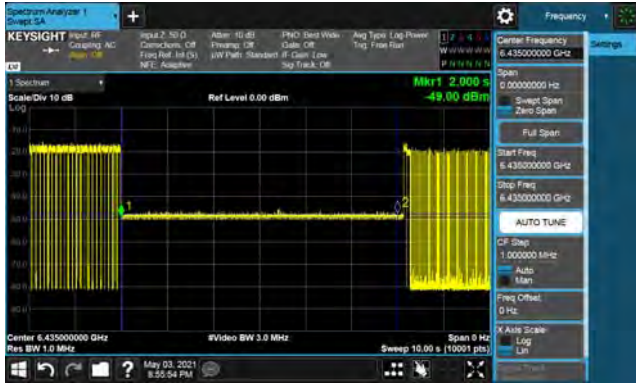 Spectrum Analyzer 1
Swept SA
+
Frequency
KEYSIGHT
Input: RF
Coupling: AC
Input Z: 50 Ω
Corrections: Off
Freq Ref: Int (S)
NFE: Adaptive
Atten: 10 dB
Preamp: Off
µW Path: Standard
PNO: Best Wide
Gate: Off
IF Gain: Low
Sig Track: Off
Avg Type: Log-Power
Trig: Free Run
1 Spectrum
Scale/Div 10 dB
Log
Ref Level 0.00 dBm
Mkr1 2.000 s
-49.00 dBm
1
2
Center 6.435000000 GHz
Res BW 1.0 MHz
#Video BW 3.0 MHz
Span 0 Hz
Sweep 10.00 s (10001 pts)
Center Frequency
6.435000000 GHz
Settings
Span
0.00000000 Hz
Swept Span
Zero Span
Full Span
Start Freq
6.435000000 GHz
Stop Freq
6.435000000 GHz
AUTO TUNE
CF Step
1.000000 MHz
Auto
Man
Freq Offset
0 Hz
X Axis Scale
Log
Lin
Signal Track
?
May 03, 2021
8:55:54 PM